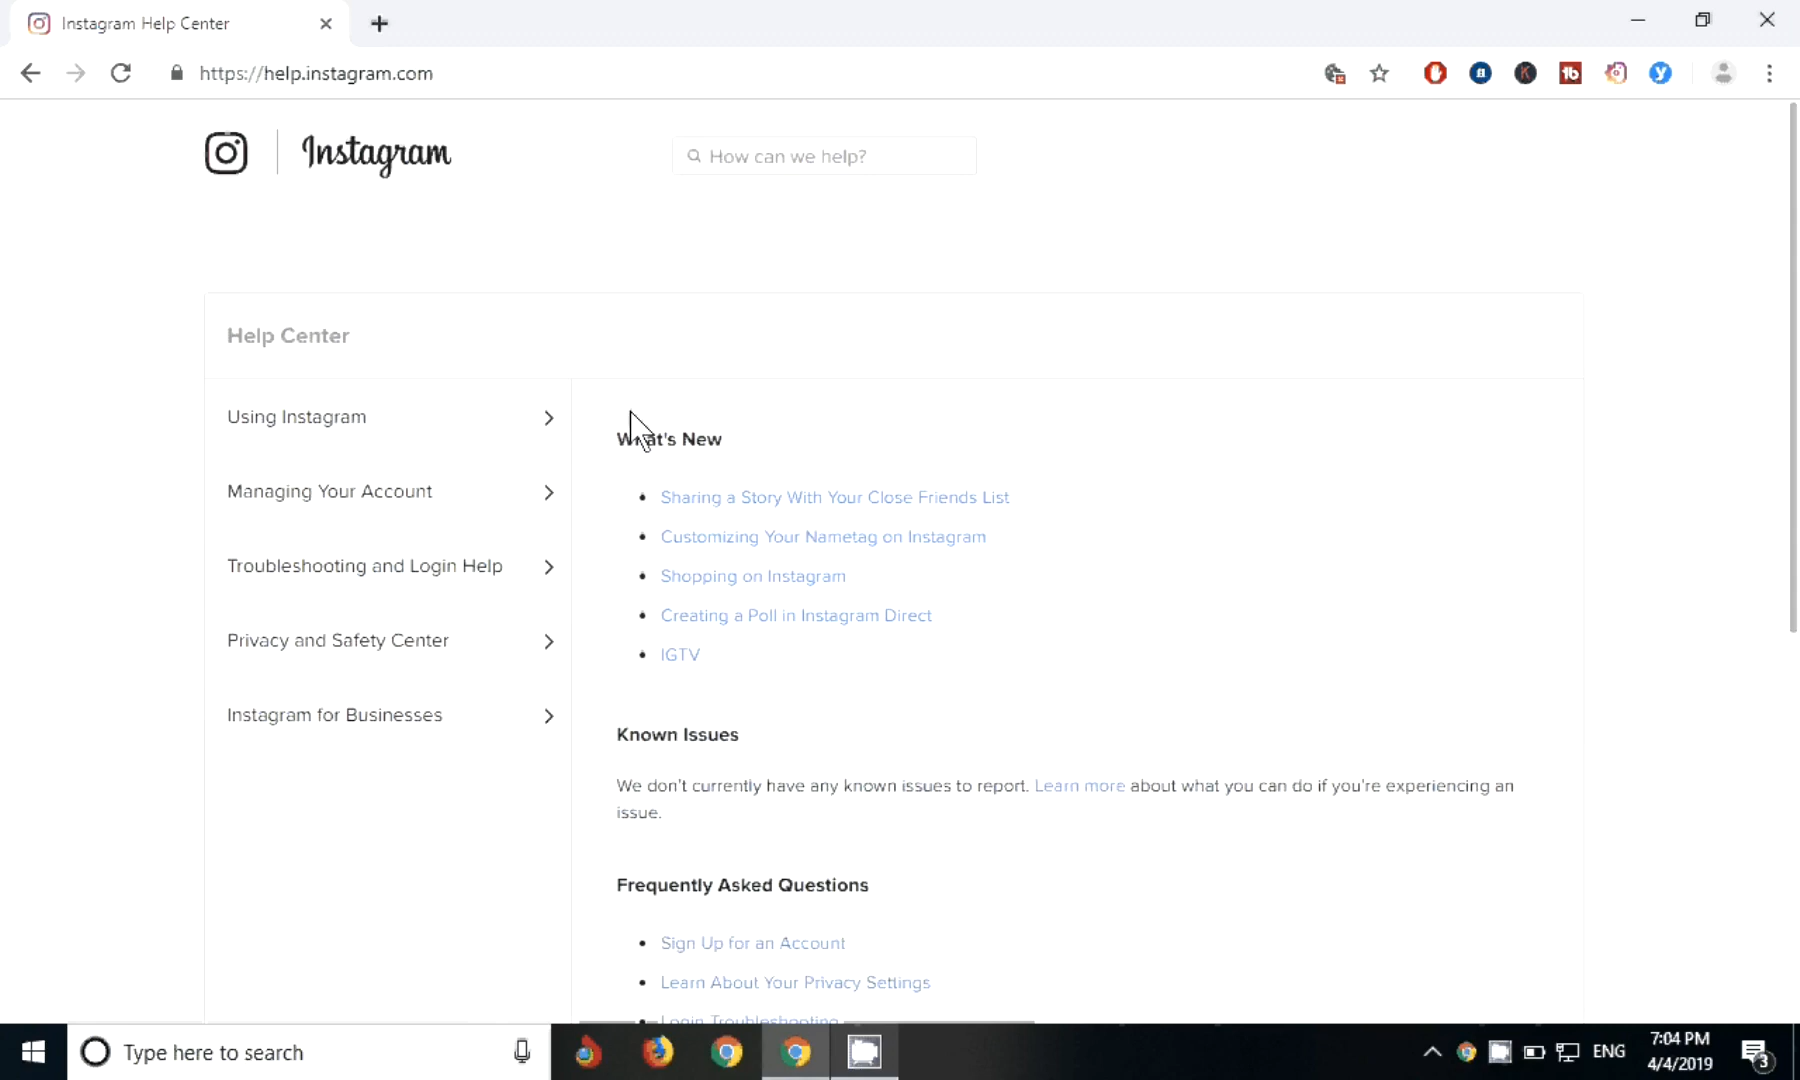 Instagram Help Center
https://help.instagram.com
Instagram
How can we help?
Help Center
Using Instagram
Managing Your Account
Troubleshooting and Login Help
Privacy and Safety Center
Instagram for Businesses
What's New
Sharing a Story With Your Close Friends List
Customizing Your Nametag on Instagram
Shopping on Instagram
Creating a Poll in Instagram Direct
IGTV
Known Issues
We don't currently have any known issues to report. Learn more about what you can do if you're experiencing an
issue.
Frequently Asked Questions
Sign Up for an Account
Learn About Your Privacy Settings
Login Troubleshooting
Type here to search
ENG
7:04 PM
4/4/2019
3